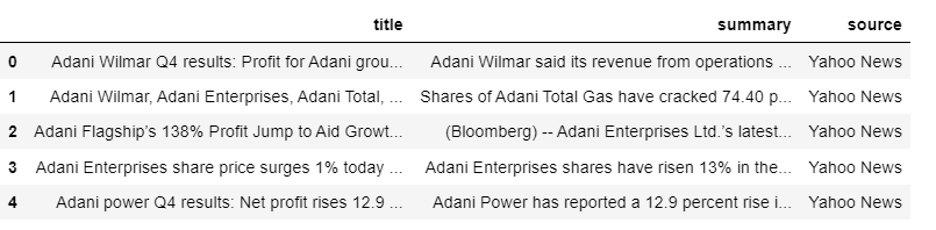 title summary source
0 Adani Wilmar Q4 results: Profit for Adani grou... Adani Wilmar said its revenue from operations ... Yahoo News
1 Adani Wilmar, Adani Enterprises, Adani Total, ... Shares of Adani Total Gas have cracked 74.40 p... Yahoo News
2 Adani Flagship’s 138% Profit Jump to Aid Growt... (Bloomberg) -- Adani Enterprises Ltd.’s latest... Yahoo News
3 Adani Enterprises share price surges 1% today ... Adani Enterprises shares have risen 13% in the... Yahoo News
4 Adani power Q4 results: Net profit rises 12.9 ... Adani Power has reported a 12.9 percent rise i... Yahoo News